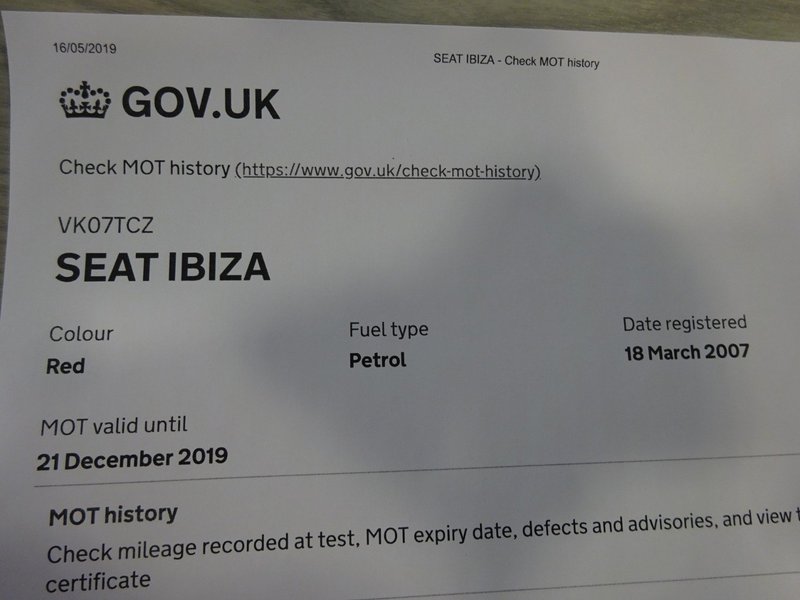 16/05/2019
SEAT IBIZA - Check MOT history
GOV.UK
Check MOT history (https://www.gov.uk/check-mot-history)
VK07TCZ
SEAT IBIZA
Colour
Fuel type
Date registered
Red
Petrol
18 March 2007
MOT valid until
21 December 2019
MOT history
Check mileage recorded at test, MOT expiry date, defects and advisories, and view
certificate